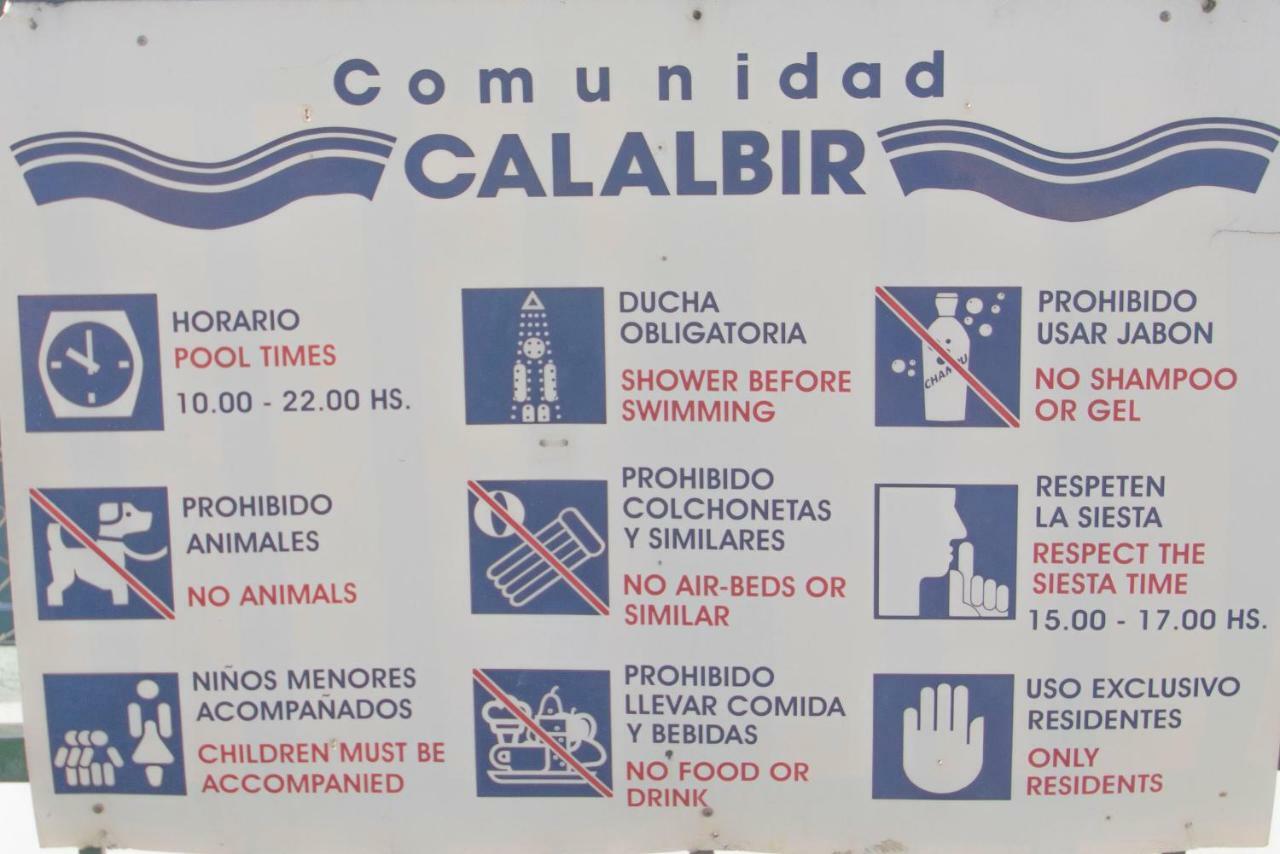 Comunidad
CALALBIR
HORARIO
POOL TIMES
10.00 - 22.00 HS.
DUCHA
OBLIGATORIA
SHOWER BEFORE
SWIMMING
CHAMPU
PROHIBIDO
USAR JABON
NO SHAMPOO
OR GEL
PROHIBIDO
ANIMALES
NO ANIMALS
PROHIBIDO
COLCHONETAS
Y SIMILARES
NO AIR-BEDS OR
SIMILAR
RESPETEN
LA SIESTA
RESPECT THE
SIESTA TIME
15.00 - 17.00 HS.
NIÑOS MENORES
ACOMPAÑADOS
CHILDREN MUST BE
ACCOMPANIED
PROHIBIDO
LLEVAR COMIDA
Y BEBIDAS
NO FOOD OR
DRINK
USO EXCLUSIVO
RESIDENTES
ONLY
RESIDENTS